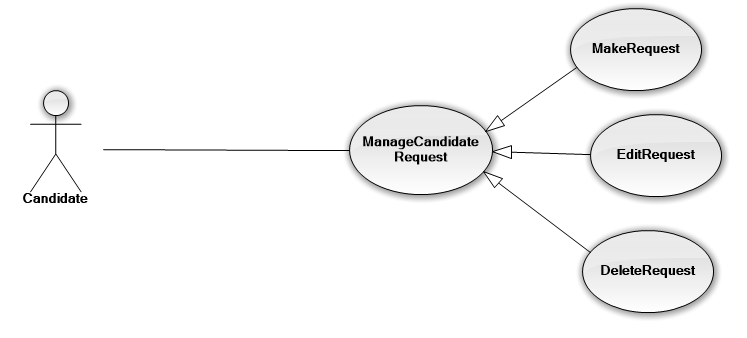 MakeRequest
ManageCandidate
Request
EditRequest
Candidate
DeleteRequest